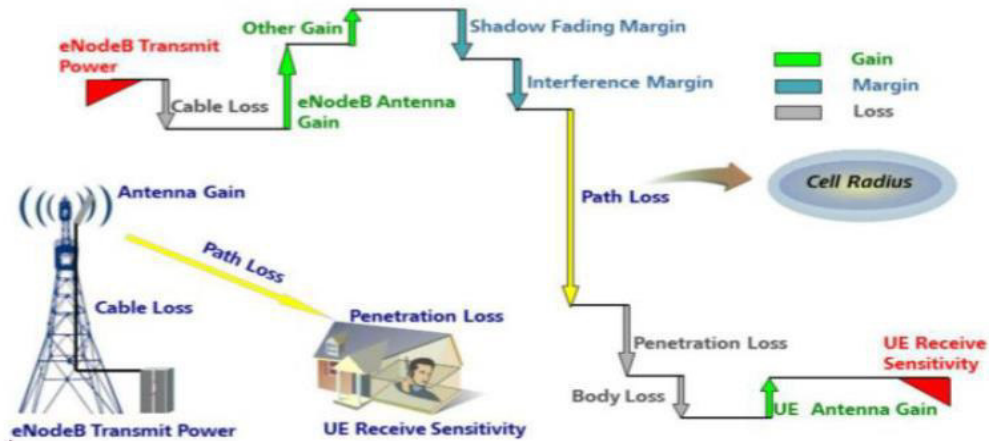 Other Gain
Shadow Fading Margin
eNodeB Transmit
Power
Interference Margin
Gain
Margin
Loss
Cable Loss
eNodeB Antenna
Gain
Antenna Gain
Path Loss
Cell Radius
Path Loss
Cable Loss
Penetration Loss
Penetration Loss
UE Receive
Sensitivity
Body Loss
UE Antenna Gain
eNodeB Transmit Power
UE Receive Sensitivity